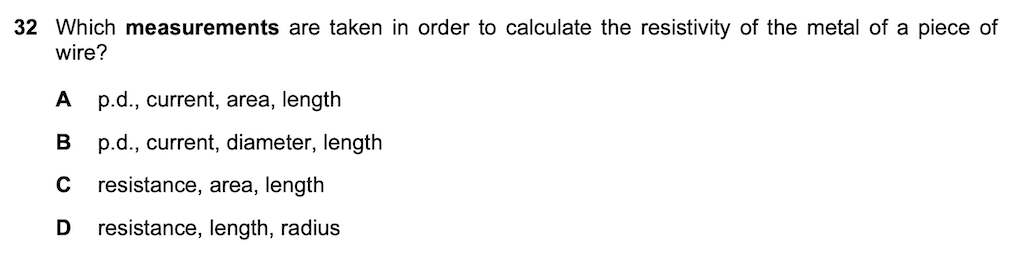 32 Which measurements are taken in order to calculate the resistivity of the metal of a piece of
wire?
A p.d., current, area, length
B p.d., current, diameter, length
C resistance, area, length
D resistance, length, radius